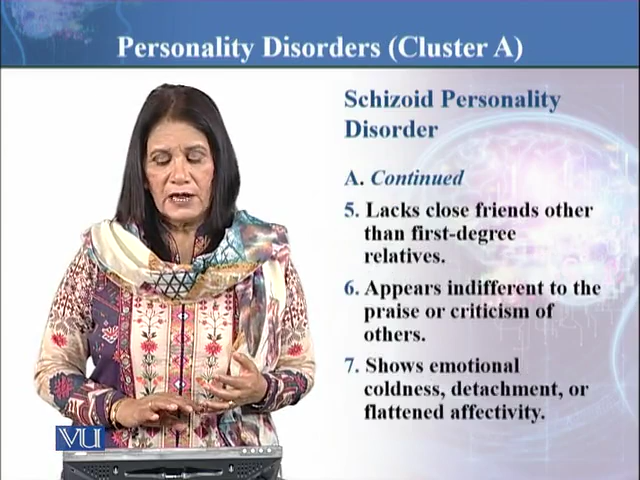 Personality Disorders (Cluster A)
Schizoid Personality
Disorder
A. Continued
5. Lacks close friends other
than first-degree
relatives.
6. Appears indifferent to the
praise or criticism of
others.
7. Shows emotional
coldness, detachment, or
flattened affectivity.
VU